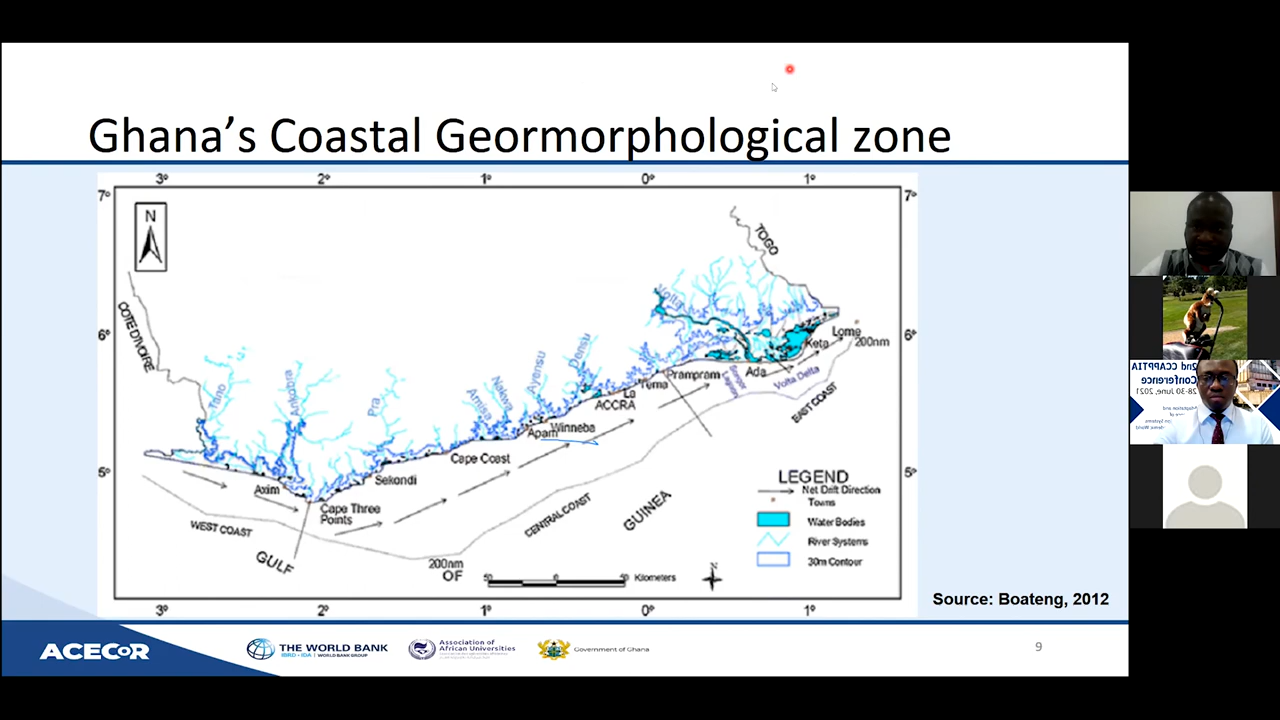 Ghana's Coastal Geormorphological zone
3° 2° 1° 0° 1°
7° 7°
N
TOGO
COTE D'IVOIRE
Volta
6° 6°
Lome
Keta
200nm
Densu
Ayensu
Prampram
Ada
Volta Delta
Tano
Ankobra
Pra
Tema
La
ACCRA
EAST COAST
Apam Winneba
Cape Coast
5° 5°
Sekondi
Axim
Cape Three
Points
WEST COAST
CENTRAL COAST
GULF
OF
GUINEA
200nm
LEGEND
Net Drift Direction
Towns
Water Bodies
River Systems
30m Contour
50 0 50 Kilometers
N
3° 2° 1° 0° 1°
Source: Boateng, 2012
ACECoR
THE WORLD BANK
IBRD • IDA | WORLD BANK GROUP
Association of
African Universities
Government of Ghana
9
2nd CCAPTIA
Conference
28-30 June, 2021